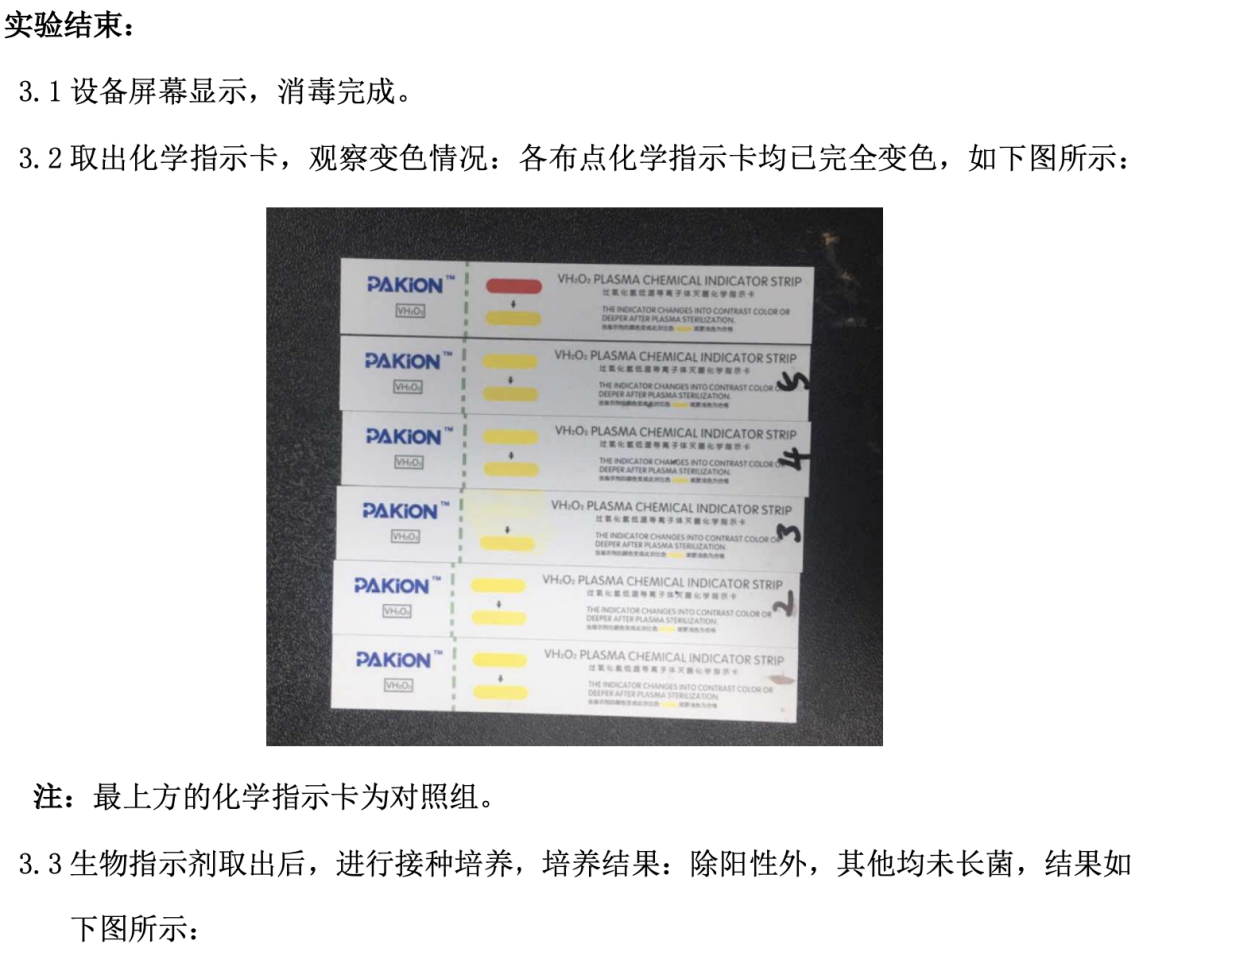 实验结束：
3.1 设备屏幕显示，消毒完成。
3.2 取出化学指示卡，观察变色情况：各布点化学指示卡均已完全变色，如下图所示：
PAKiON™
VH₂O₂
VH₂O₂ PLASMA CHEMICAL INDICATOR STRIP
过氧化氢低温等离子体灭菌化学指示卡
THE INDICATOR CHANGES INTO CONTRAST COLOR OR
DEEPER AFTER PLASMA STERILIZATION.
PAKiON™
VH₂O₂
VH₂O₂ PLASMA CHEMICAL INDICATOR STRIP
过氧化氢低温等离子体灭菌化学指示卡
THE INDICATOR CHANGES INTO CONTRAST COLOR
DEEPER AFTER PLASMA STERILIZATION.
5
PAKiON™
VH₂O₂
VH₂O₂ PLASMA CHEMICAL INDICATOR STRIP
过氧化氢低温等离子体灭菌化学指示卡
THE INDICATOR CHANGES INTO CONTRAST COLOR
DEEPER AFTER PLASMA STERILIZATION.
4
PAKiON™
VH₂O₂
VH₂O₂ PLASMA CHEMICAL INDICATOR STRIP
过氧化氢低温等离子体灭菌化学指示卡
THE INDICATOR CHANGES INTO CONTRAST COLOR
DEEPER AFTER PLASMA STERILIZATION.
3
PAKiON™
VH₂O₂
VH₂O₂ PLASMA CHEMICAL INDICATOR STRIP
过氧化氢低温等离子体灭菌化学指示卡
THE INDICATOR CHANGES INTO CONTRAST COLOR OR
DEEPER AFTER PLASMA STERILIZATION.
2
PAKiON™
VH₂O₂
VH₂O₂ PLASMA CHEMICAL INDICATOR STRIP
过氧化氢低温等离子体灭菌化学指示卡
THE INDICATOR CHANGES INTO CONTRAST COLOR OR
DEEPER AFTER PLASMA STERILIZATION.
注：最上方的化学指示卡为对照组。
3.3 生物指示剂取出后，进行接种培养，培养结果：除阳性外，其他均未长菌，结果如
下图所示：